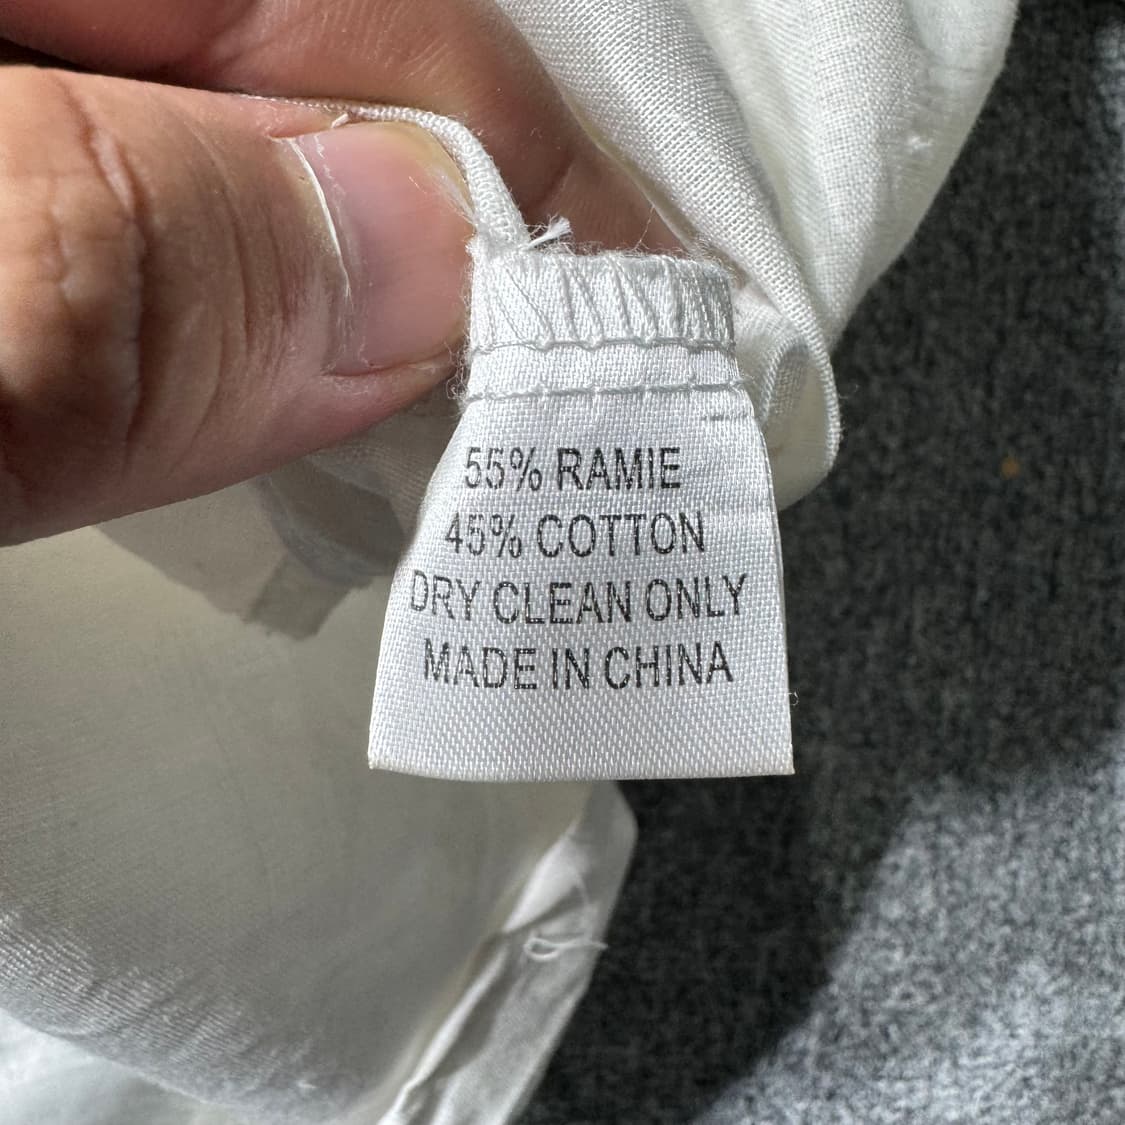 55% RAMIE
45% COTTON
DRY CLEAN ONLY
MADE IN CHINA